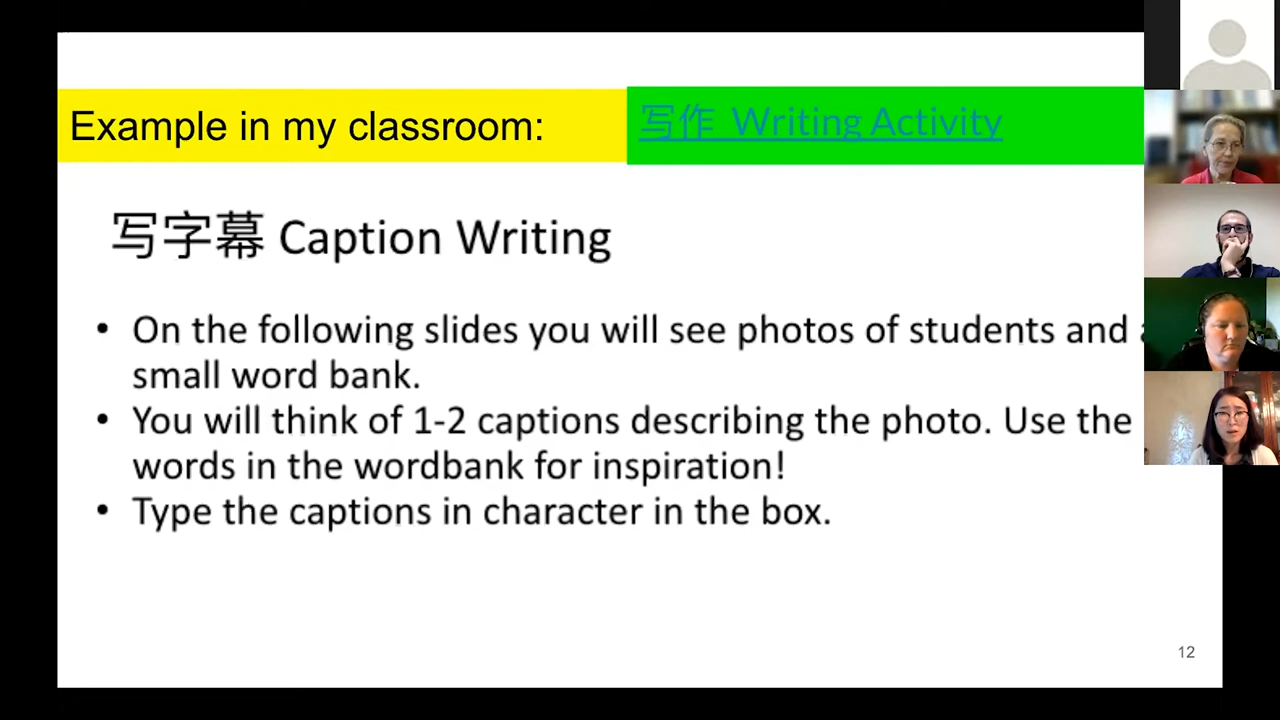 Example in my classroom:
写作 Writing Activity
写字幕 Caption Writing
• On the following slides you will see photos of students and a
small word bank.
• You will think of 1-2 captions describing the photo. Use the
words in the wordbank for inspiration!
• Type the captions in character in the box.
12